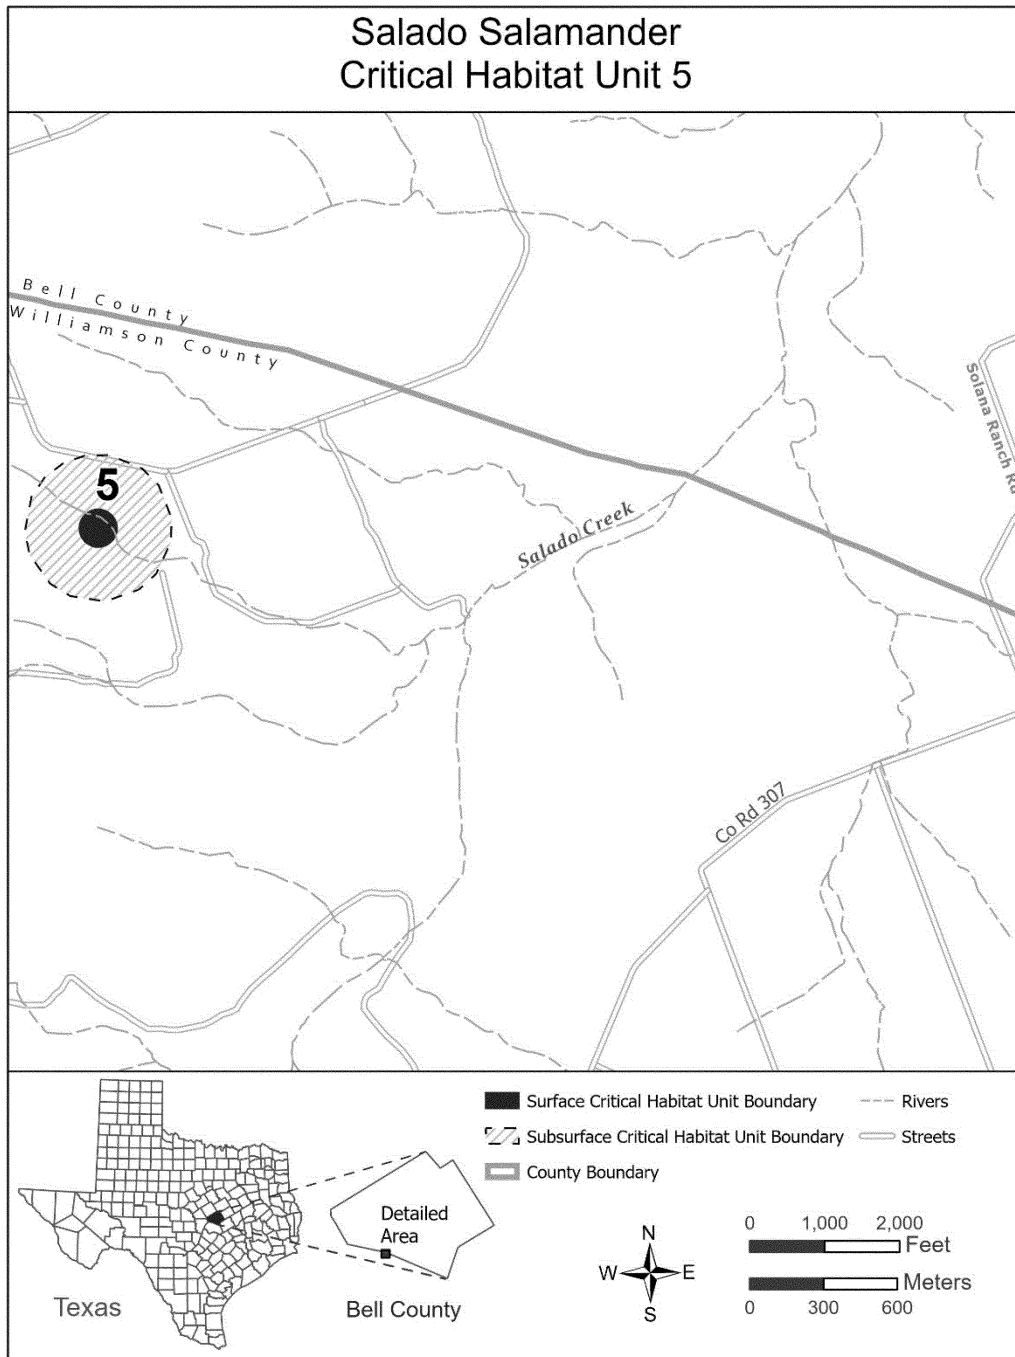 Salado Salamander
Critical Habitat Unit 5
Bell County
Williamson County
Solana Ranch Rd
5
Salado Creek
Co Rd 307
Surface Critical Habitat Unit Boundary
Rivers
Subsurface Critical Habitat Unit Boundary
Streets
County Boundary
Detailed
Area
Texas
Bell County
N
W
E
S
0 1,000 2,000
Feet
Meters
0 300 600